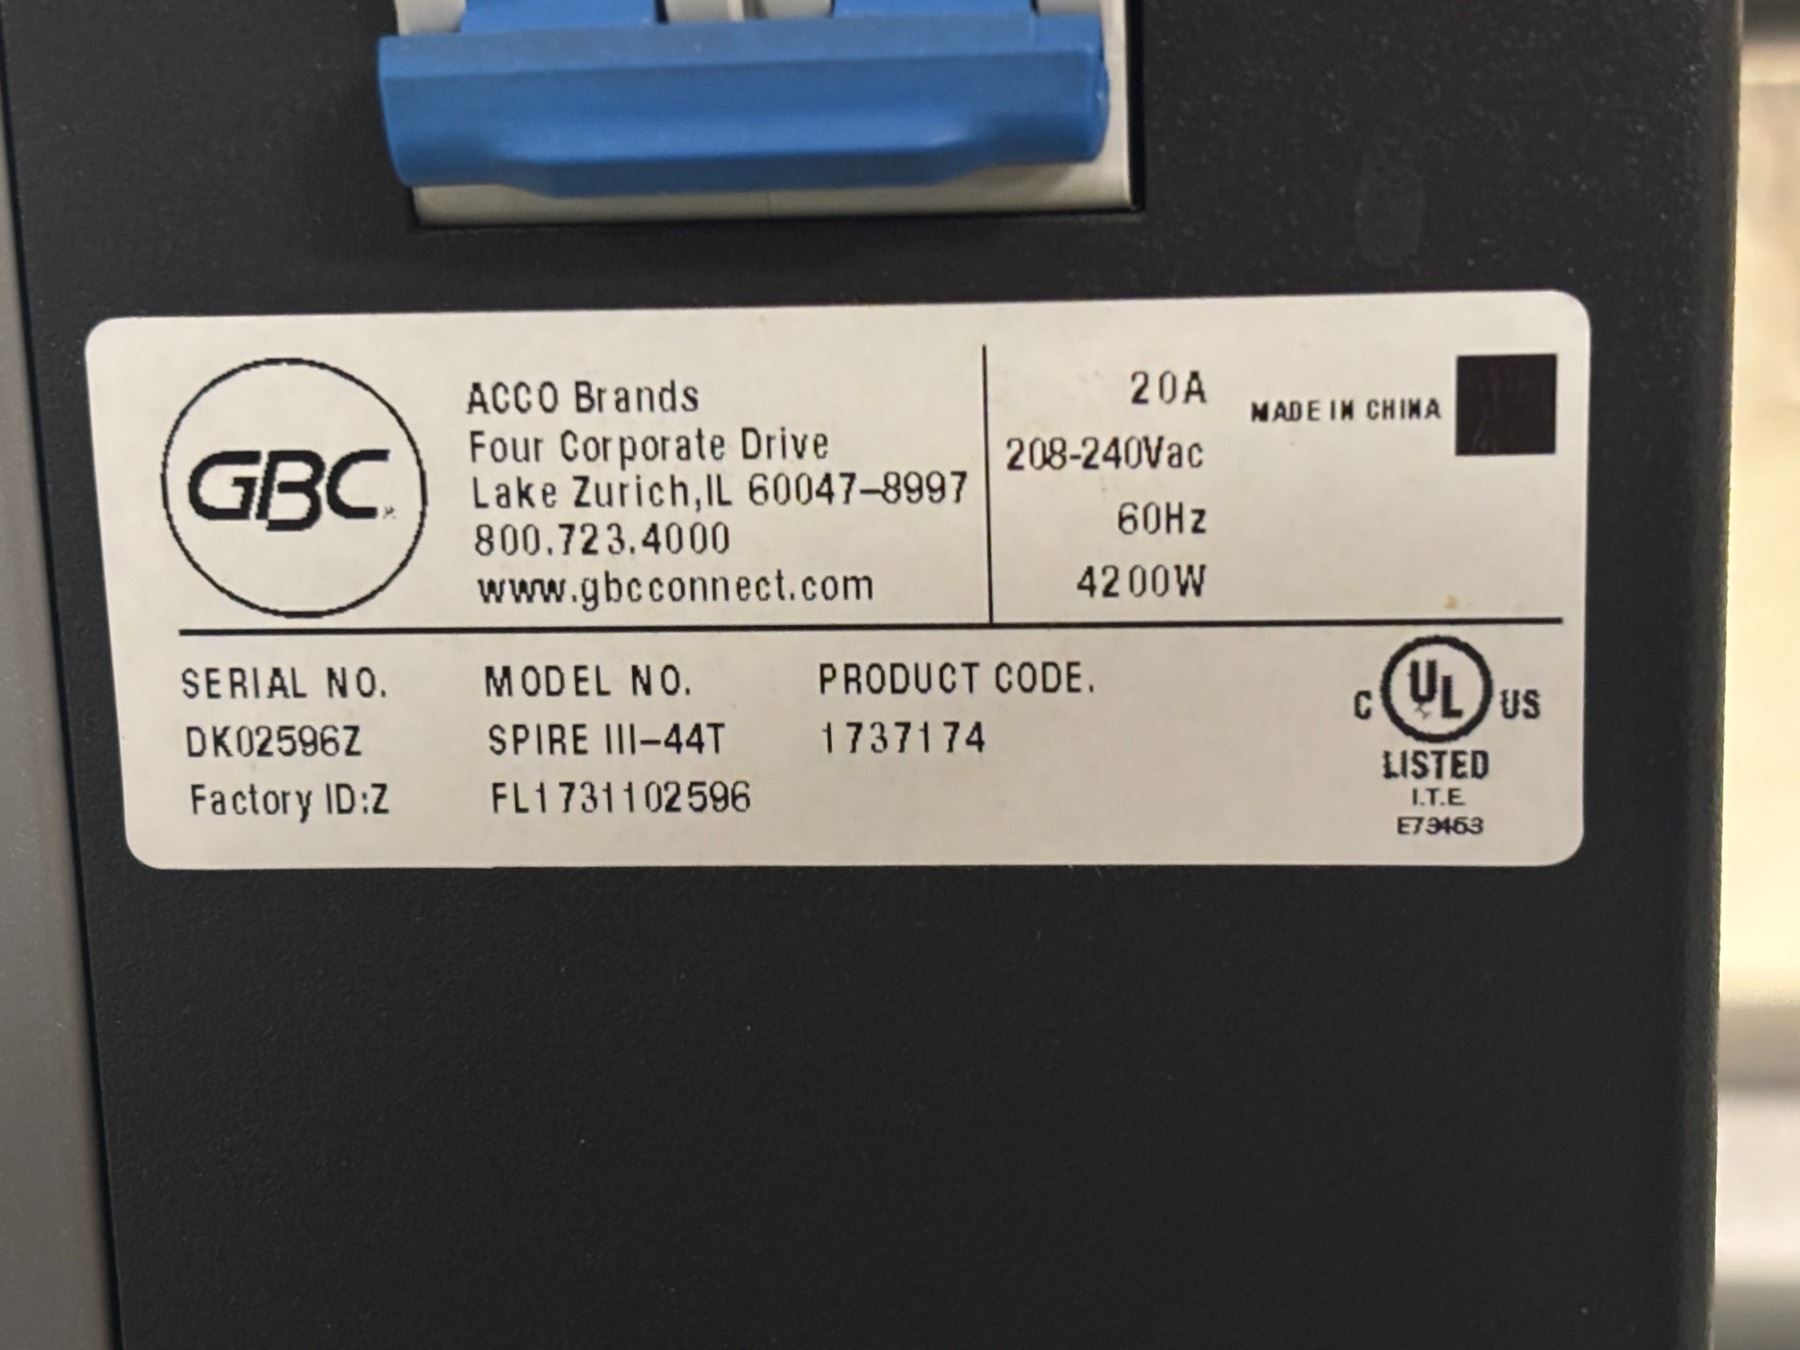 GBC
ACCO Brands
Four Corporate Drive
Lake Zurich,IL 60047–8997
800.723.4000
www.gbcconnect.com
20A
208-240Vac
60Hz
4200W
MADE IN CHINA
SERIAL NO.
DK02596Z
Factory ID:Z
MODEL NO.
SPIRE III–44T
FL1731102596
PRODUCT CODE.
1737174
C UL US
LISTED
I.T.E